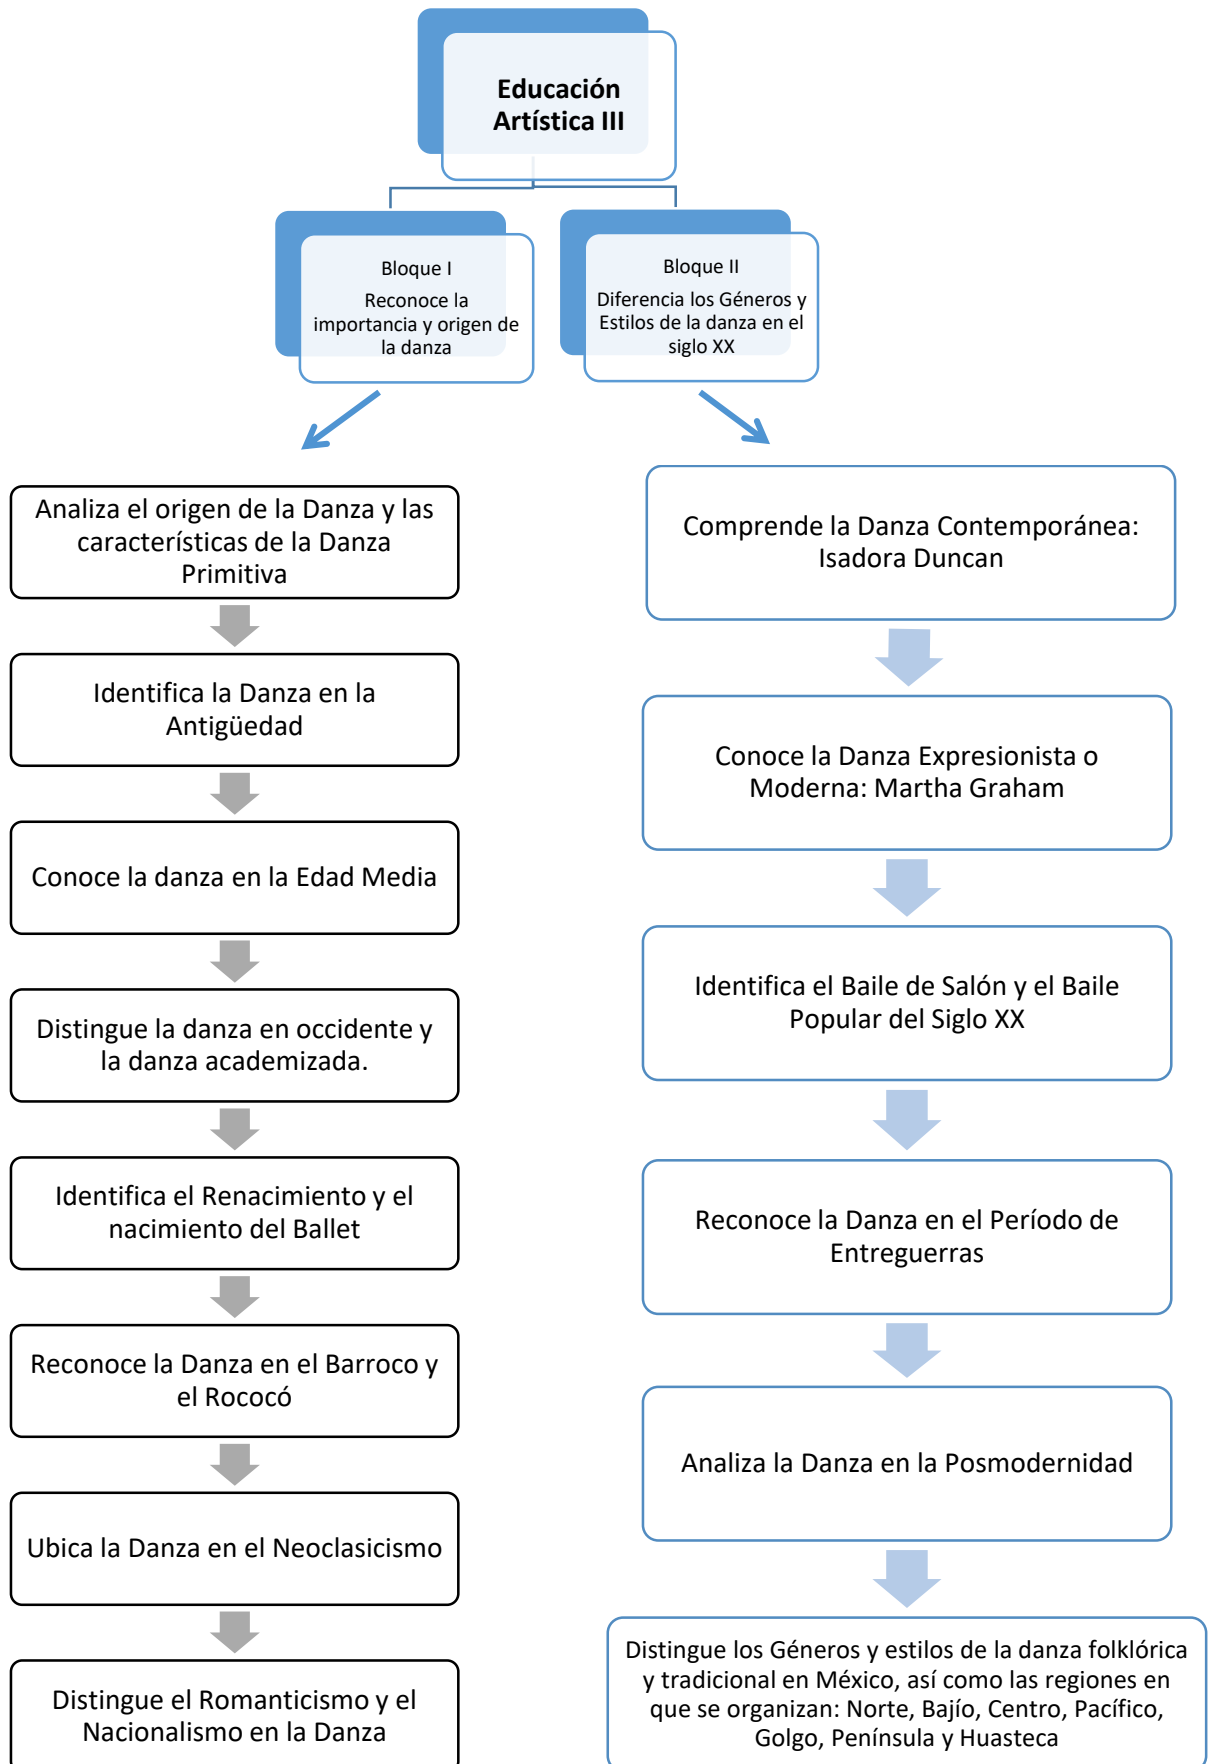 Educación
Artística III
Bloque I
Reconoce la
importancia y origen de
la danza
Bloque II
Diferencia los Géneros y
Estilos de la danza en el
siglo XX
Analiza el origen de la Danza y las
características de la Danza
Primitiva
Identifica la Danza en la
Antigüedad
Conoce la danza en la Edad Media
Distingue la danza en occidente y
la danza academizada.
Identifica el Renacimiento y el
nacimiento del Ballet
Reconoce la Danza en el Barroco y
el Rococó
Ubica la Danza en el Neoclasicismo
Distingue el Romanticismo y el
Nacionalismo en la Danza
Comprende la Danza Contemporánea:
Isadora Duncan
Conoce la Danza Expresionista o
Moderna: Martha Graham
Identifica el Baile de Salón y el Baile
Popular del Siglo XX
Reconoce la Danza en el Período de
Entreguerras
Analiza la Danza en la Posmodernidad
Distingue los Géneros y estilos de la danza folklórica
y tradicional en México, así como las regiones en
que se organizan: Norte, Bajío, Centro, Pacífico,
Golgo, Península y Huasteca